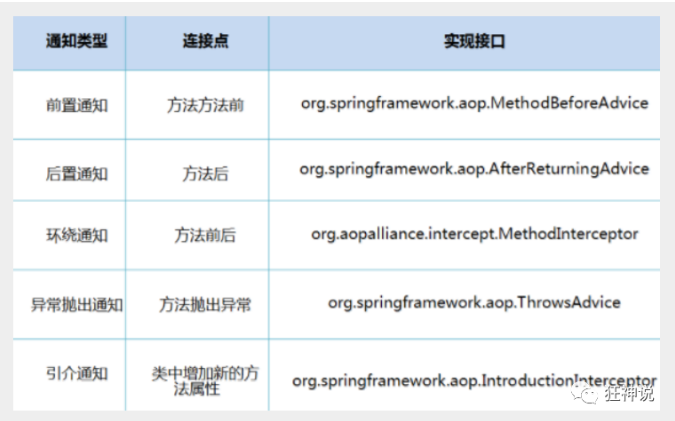 通知类型 连接点 实现接口
前置通知 方法方法前 org.springframework.aop.MethodBeforeAdvice
后置通知 方法后 org.springframework.aop.AfterReturningAdvice
环绕通知 方法前后 org.aopalliance.intercept.MethodInterceptor
异常抛出通知 方法抛出异常 org.springframework.aop.ThrowsAdvice
引介通知 类中增加新的方
法属性 org.springframework.aop.IntroductionInterceptor
狂神说